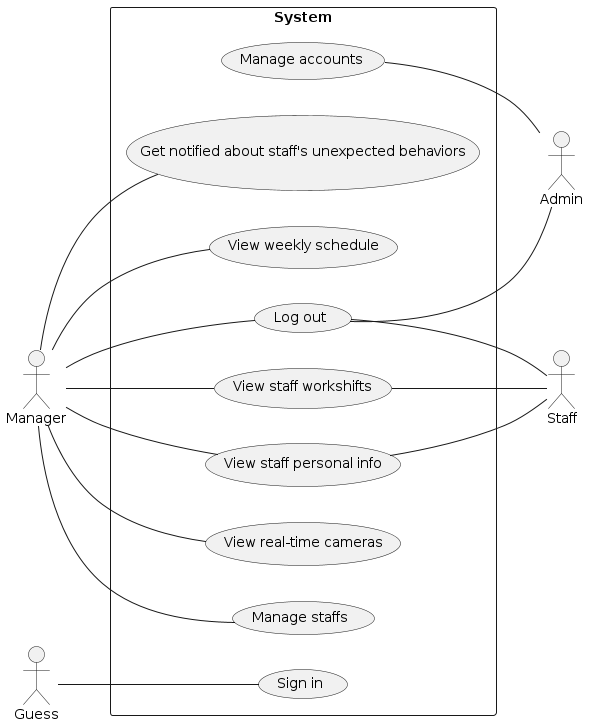 System
Manage accounts
Get notified about staff's unexpected behaviors
Admin
View weekly schedule
Log out
View staff workshifts
Manager
Staff
View staff personal info
View real-time cameras
Manage staffs
Sign in
Guess